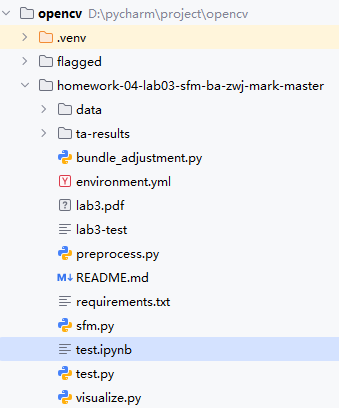 opencv D:\pycharm\project\opencv
.venv
flagged
homework-04-lab03-sfm-ba-zwj-mark-master
data
ta-results
bundle_adjustment.py
environment.yml
lab3.pdf
lab3-test
preprocess.py
README.md
requirements.txt
sfm.py
test.ipynb
test.py
visualize.py